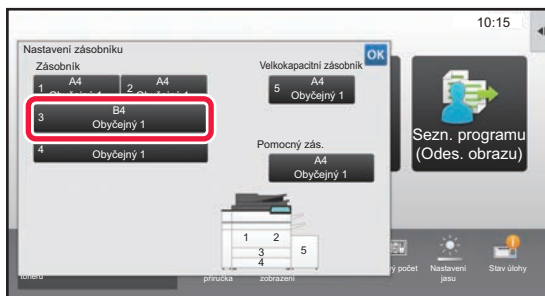 10:15
Nastavení zásobníku
OK
Zásobník
Velkokapacitní zásobník
1 A4
2 A4
5 A4
Obyčejný 1
3 B4
Obyčejný 1
4 Obyčejný 1
Pomocný zás.
A4
Obyčejný 1
Sezn. programu
(Odes. obrazu)
1 2
3
4
5
toneru
příručka
zobrazení
počet
Nastavení
jasu
Stav úlohy